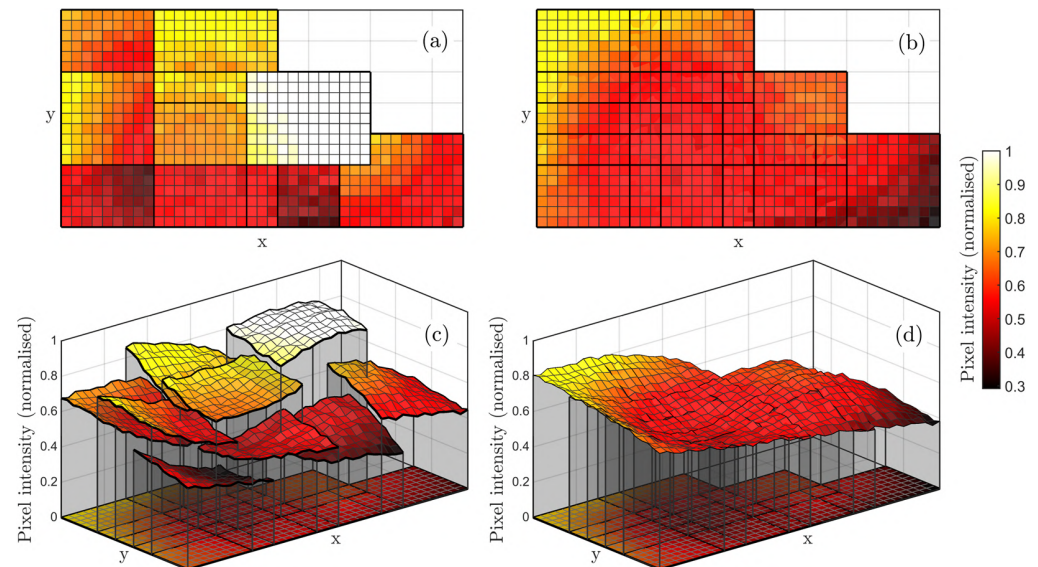 (a)
y
x
(b)
y
x
Pixel intensity (normalised)
1
0.9
0.8
0.7
0.6
0.5
0.4
0.3
(c)
Pixel intensity (normalised)
1
0.8
0.6
0.4
0.2
0
y
x
(d)
Pixel intensity (normalised)
1
0.8
0.6
0.4
0.2
0
y
x